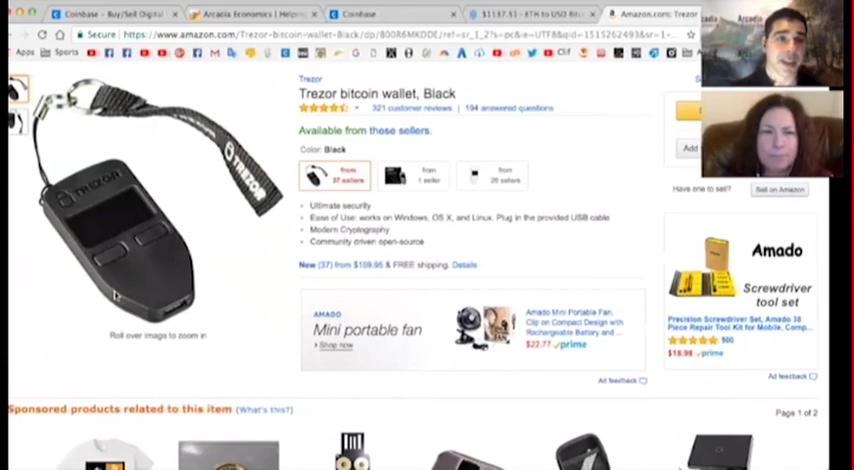 Coinbase – Buy/Sell Digital
Arcadia Economics | Helping
Coinbase
$1137.51 - ETH to USD Bitc
Amazon.com: Trezor
Secure
https://www.amazon.com/Trezor-bitcoin-wallet-Black/dp/B00R6MKDDE/ref=sr_1_2?s=pc&ie=UTF8&qid=1515262493&sr=1-
Apps
Sports
Clif
Arcadia
TREZOR
TREZOR
Roll over image to zoom in
Trezor
Trezor bitcoin wallet, Black
321 customer reviews | 194 answered questions
Available from these sellers.
Color: Black
from
37 sellers
from
1 seller
from
26 sellers
Ultimate security
Ease of Use: works on Windows, OS X, and Linux. Plug in the provided USB cable
Modern Cryptography
Community driven open-source
New (37) from $159.95 & FREE shipping. Details
AMADO
Mini portable fan
Shop now
Amado Mini Portable Fan,
Clip on Compact Design with
Rechargeable Battery and ...
$22.77 prime
Ad feedback
Add
Have one to sell?
Sell on Amazon
Amado
Screwdriver
tool set
Precision Screwdriver Set, Amado 38
Piece Repair Tool Kit for Mobile, Comp...
500
$18.98 prime
Ad feedback
Sponsored products related to this item (What's this?)
Page 1 of 2